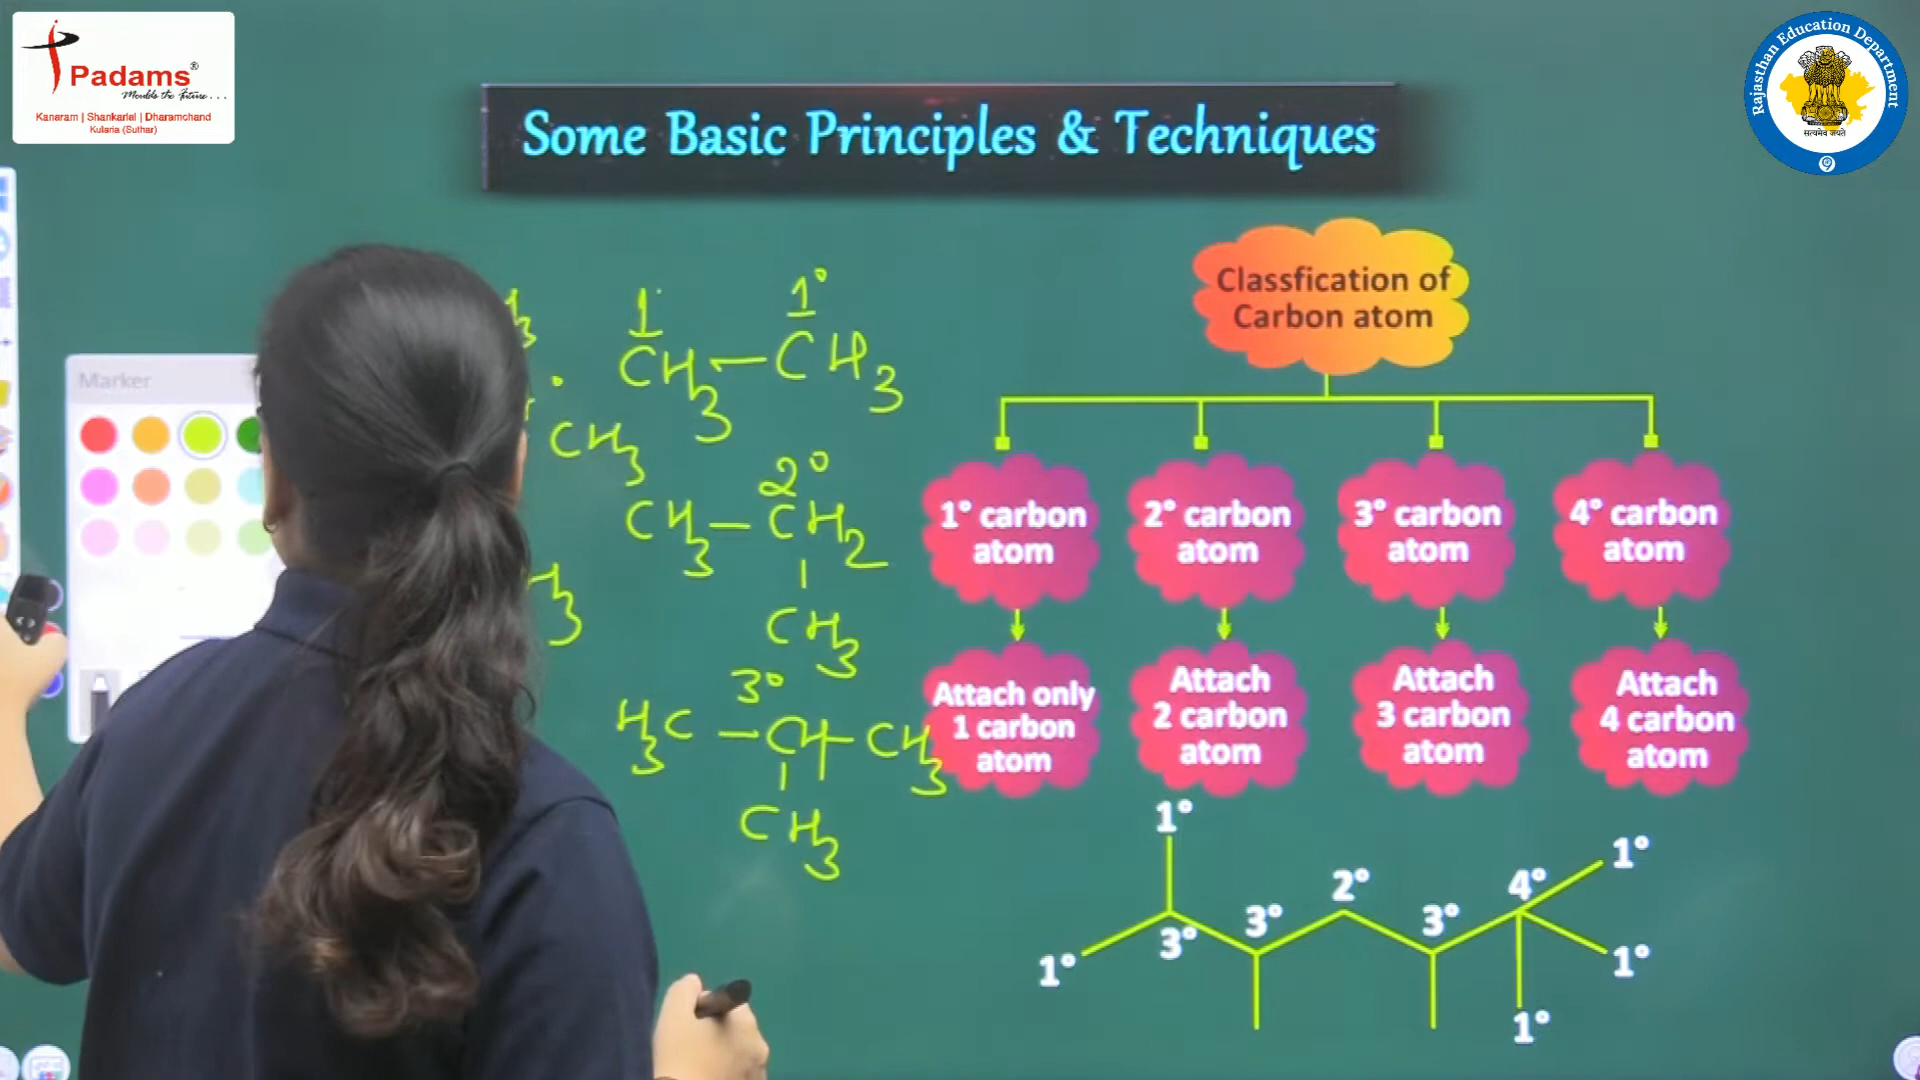 Padams®
Moulds the Future...
Kanaram | Shankarlal | Dharamchand
Kularia (Suthar)
Rajasthan Education Department
सत्यमेव जयते
Some Basic Principles & Techniques
Marker
Classfication of
Carbon atom
1° carbon
atom
2° carbon
atom
3° carbon
atom
4° carbon
atom
Attach only
1 carbon
atom
Attach
2 carbon
atom
Attach
3 carbon
atom
Attach
4 carbon
atom
1 1°
CH3—CH3
CH3
2°
CH3—CH2
CH3
3°
H3C—CH—CH3
CH3
1°
1°
3°
3°
2°
3°
4°
1°
1°
1°